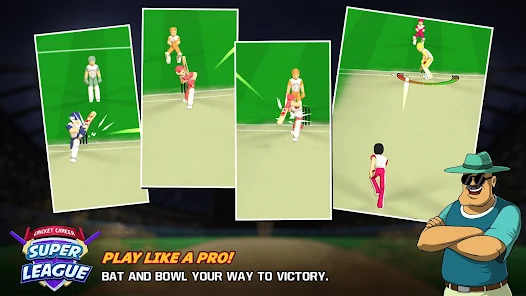 CRICKET CAREER
SUPER
LEAGUE
PLAY LIKE A PRO!
BAT AND BOWL YOUR WAY TO VICTORY.